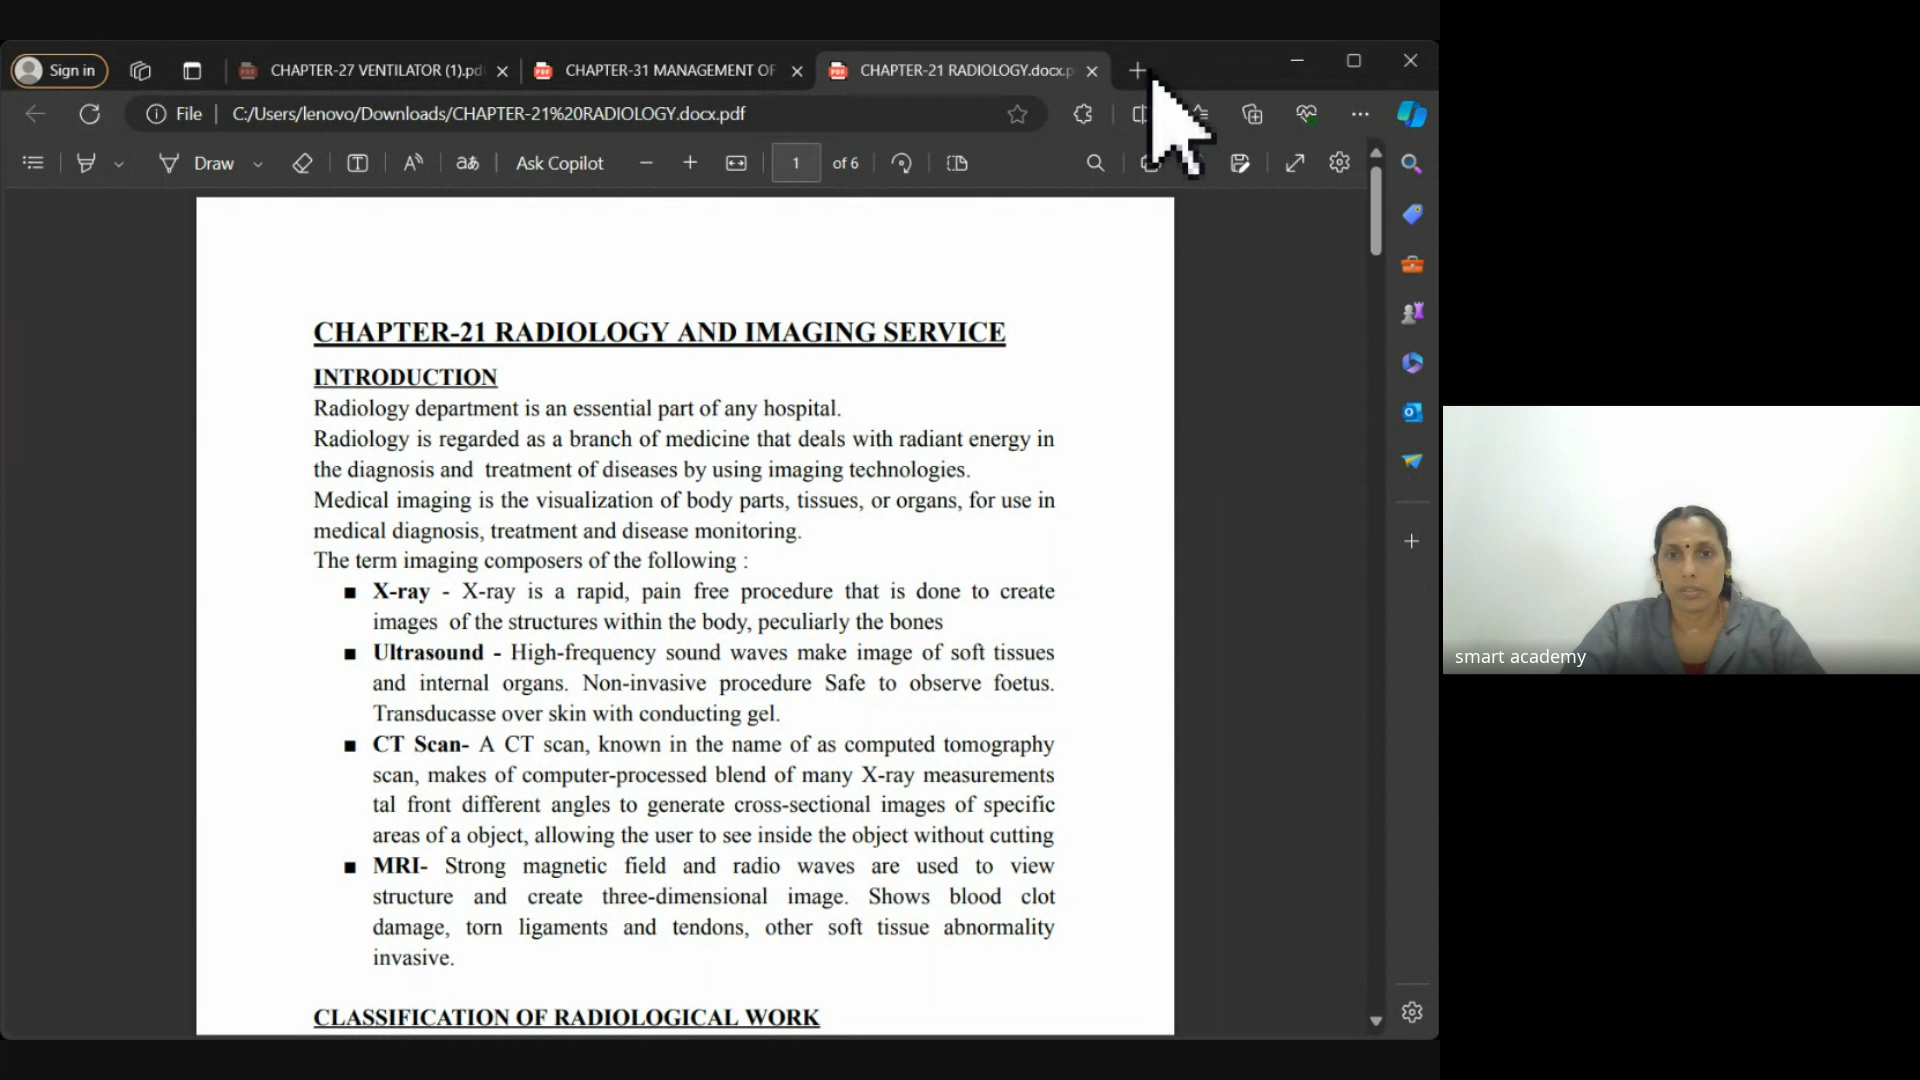 Sign in
CHAPTER-27 VENTILATOR (1).pd
CHAPTER-31 MANAGEMENT OF
CHAPTER-21 RADIOLOGY.docx.p
File
C:/Users/lenovo/Downloads/CHAPTER-21%20RADIOLOGY.docx.pdf
Draw
aあ
Ask Copilot
1
of 6
CHAPTER-21 RADIOLOGY AND IMAGING SERVICE
INTRODUCTION
Radiology department is an essential part of any hospital.
Radiology is regarded as a branch of medicine that deals with radiant energy in
the diagnosis and treatment of diseases by using imaging technologies.
Medical imaging is the visualization of body parts, tissues, or organs, for use in
medical diagnosis, treatment and disease monitoring.
The term imaging composers of the following :
■ X-ray - X-ray is a rapid, pain free procedure that is done to create
images of the structures within the body, peculiarly the bones
■ Ultrasound - High-frequency sound waves make image of soft tissues
and internal organs. Non-invasive procedure Safe to observe foetus.
Transducasse over skin with conducting gel.
■ CT Scan- A CT scan, known in the name of as computed tomography
scan, makes of computer-processed blend of many X-ray measurements
tal front different angles to generate cross-sectional images of specific
areas of a object, allowing the user to see inside the object without cutting
■ MRI- Strong magnetic field and radio waves are used to view
structure and create three-dimensional image. Shows blood clot
damage, torn ligaments and tendons, other soft tissue abnormality
invasive.
CLASSIFICATION OF RADIOLOGICAL WORK
smart academy